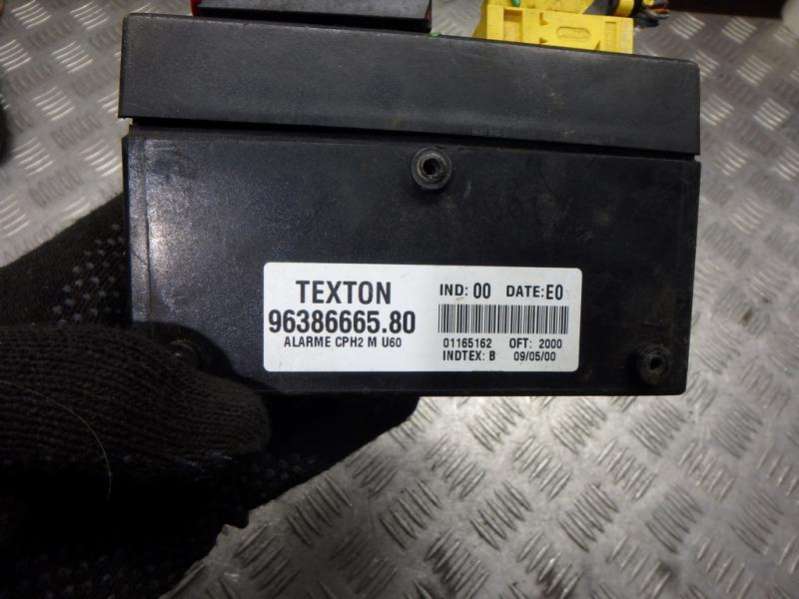 TEXTON
96386665.80
ALARME CPH2 M U60
IND: 00 DATE: E0
01165162 OFT: 2000
INDTEX: B 09/05/00